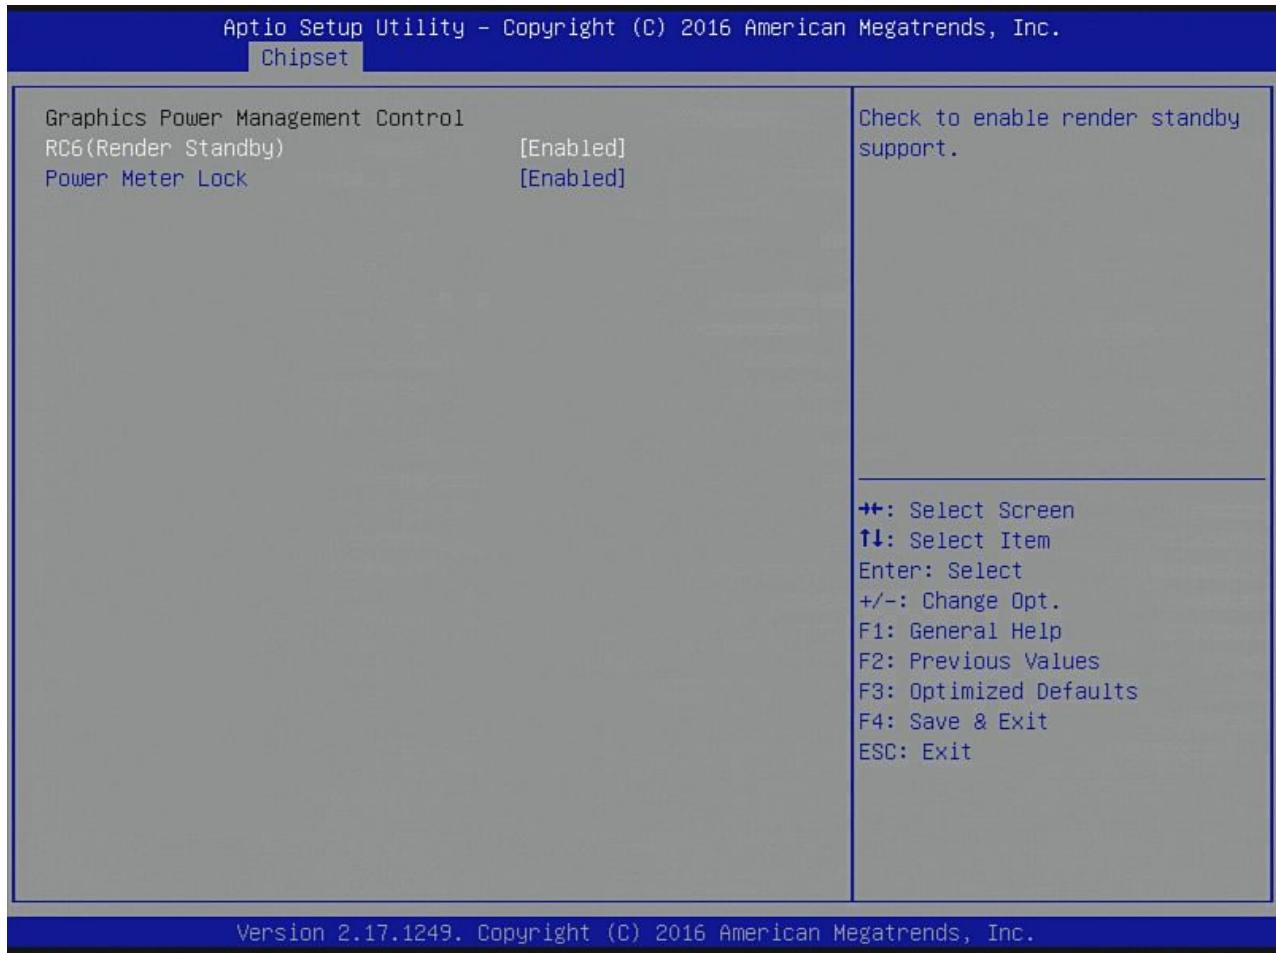 Aptio Setup Utility – Copyright (C) 2016 American Megatrends, Inc.
Chipset
Graphics Power Management Control
RC6(Render Standby) [Enabled]
Power Meter Lock [Enabled]
Check to enable render standby
support.
→←: Select Screen
↑↓: Select Item
Enter: Select
+/-: Change Opt.
F1: General Help
F2: Previous Values
F3: Optimized Defaults
F4: Save & Exit
ESC: Exit
Version 2.17.1249. Copyright (C) 2016 American Megatrends, Inc.